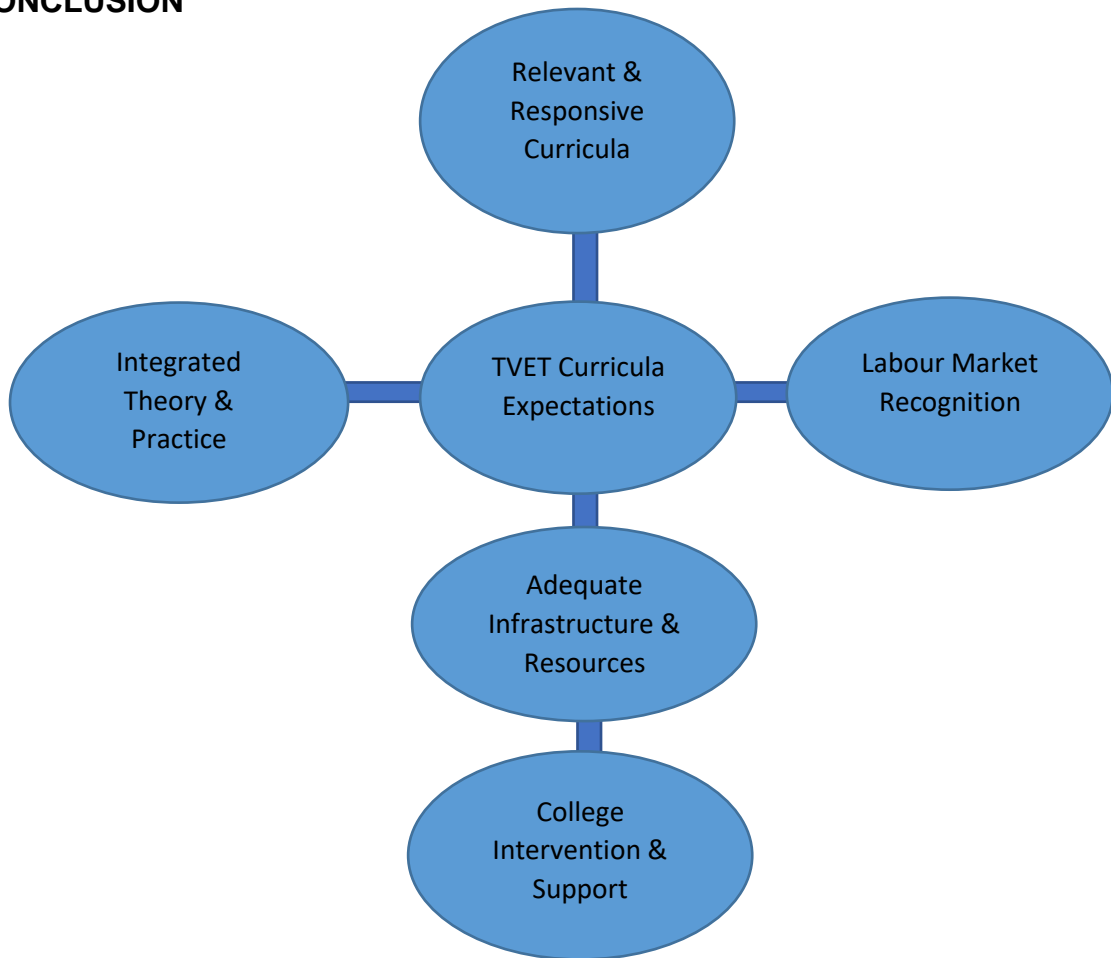 ONCLUSION
Relevant &
Responsive
Curricula
Integrated
Theory &
Practice
TVET Curricula
Expectations
Labour Market
Recognition
Adequate
Infrastructure &
Resources
College
Intervention &
Support